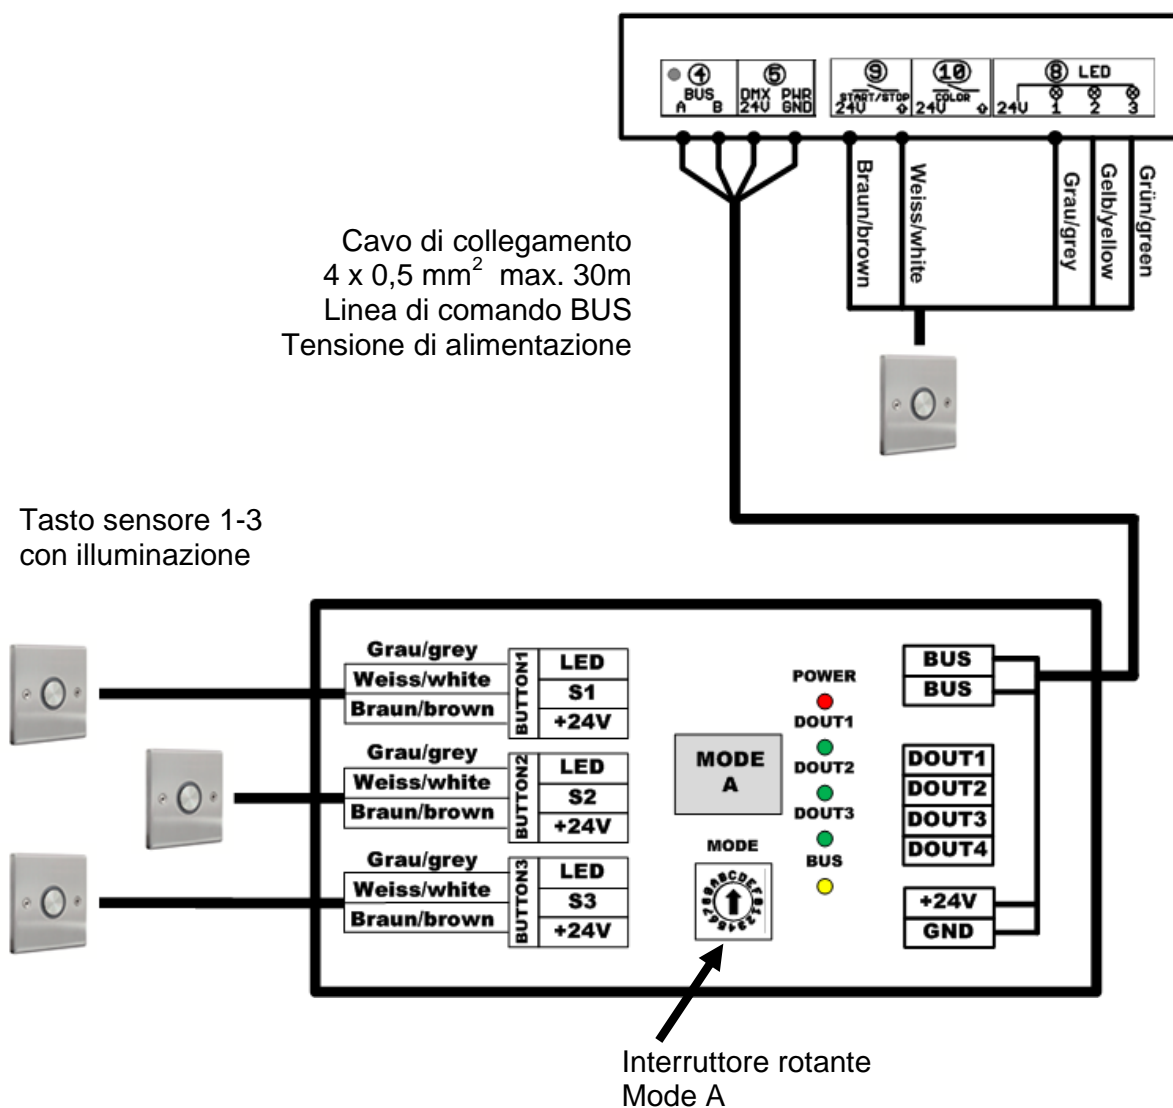 ④ ⑤ ⑨ ⑩ ⑧ LED
BUS DMX PWR START/STOP COLOR
A B 24V GND 24V 24V 24V 1 2 3
Braun/brown
Weiss/white
Grau/grey
Gelb/yellow
Grün/green
Cavo di collegamento
4 x 0,5 mm² max. 30m
Linea di comando BUS
Tensione di alimentazione
Tasto sensore 1-3
con illuminazione
Grau/grey
Weiss/white
Braun/brown
BUTTON1
LED
S1
+24V
Grau/grey
Weiss/white
Braun/brown
BUTTON2
LED
S2
+24V
Grau/grey
Weiss/white
Braun/brown
BUTTON3
LED
S3
+24V
MODE
A
MODE
POWER
DOUT1
DOUT2
DOUT3
BUS
BUS
BUS
DOUT1
DOUT2
DOUT3
DOUT4
+24V
GND
Interruttore rotante
Mode A